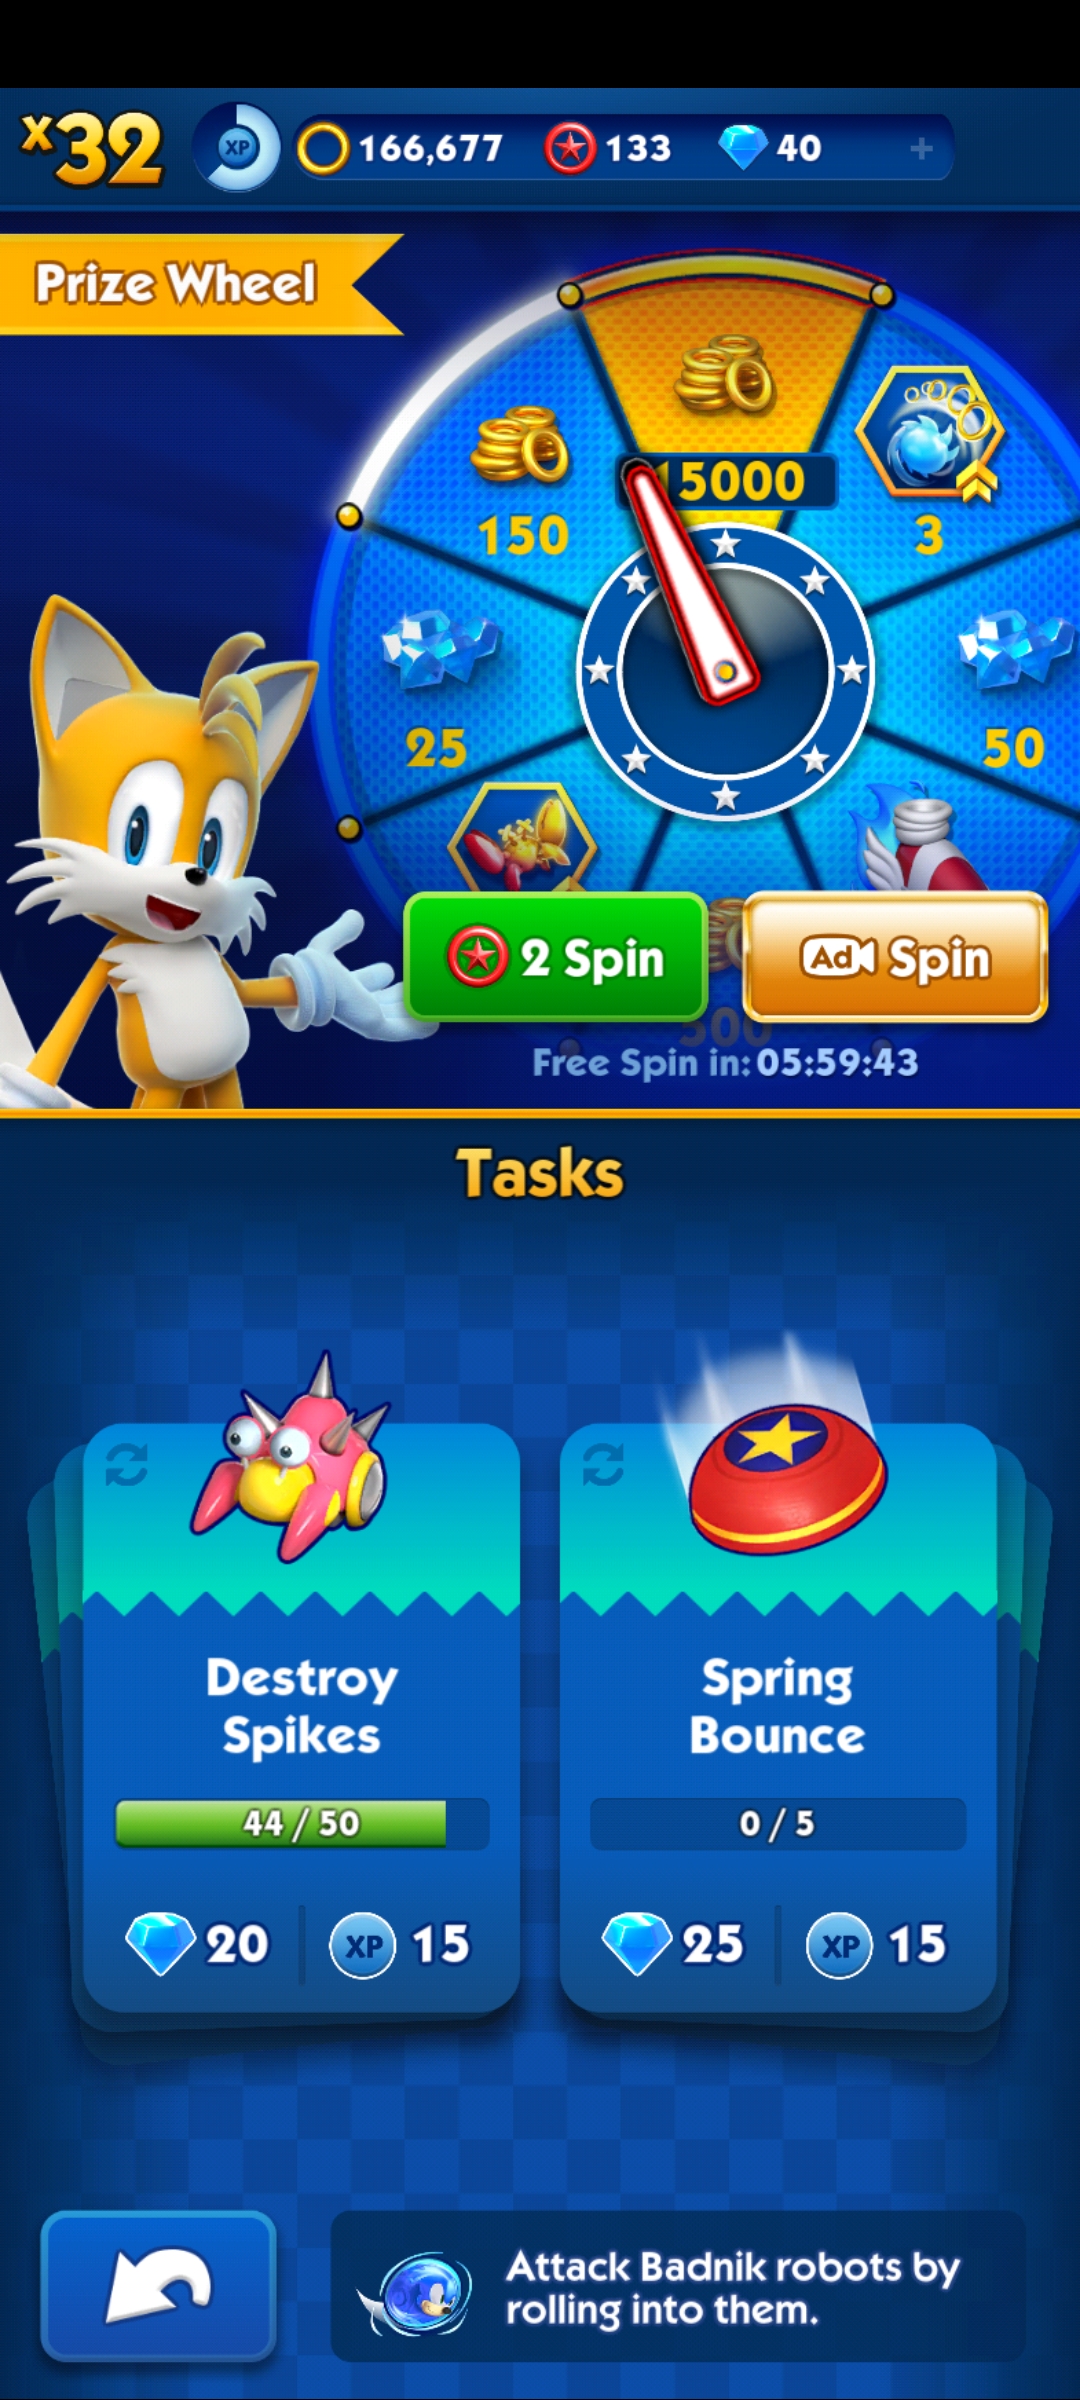 x32
XP
166,677
133
40
+
Prize Wheel
15000
150
3
25
50
2 Spin
Ad Spin
300
Free Spin in: 05:59:43
Tasks
Destroy
Spikes
44 / 50
20
XP 15
Spring
Bounce
0 / 5
25
XP 15
Attack Badnik robots by
rolling into them.